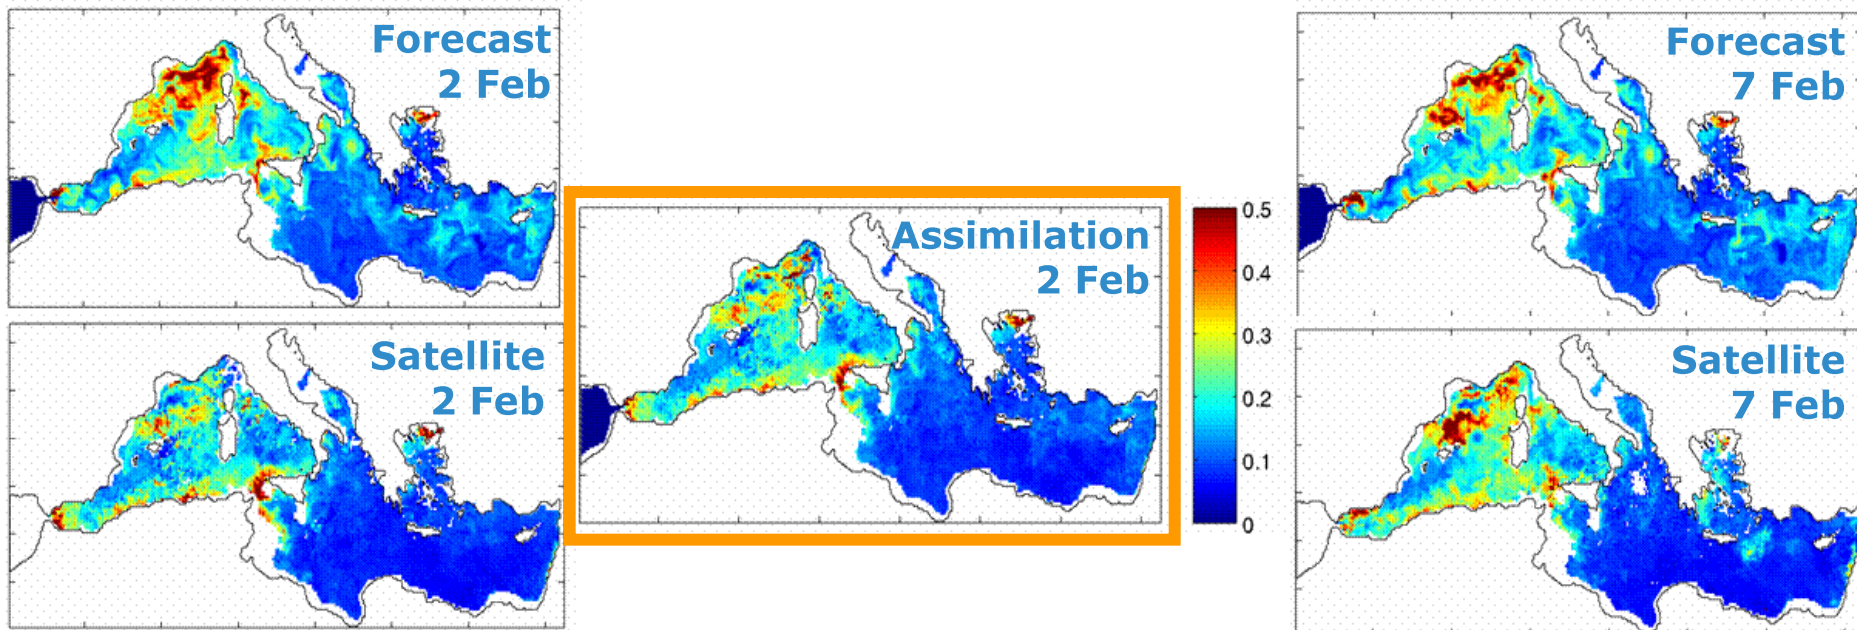 Forecast
2 Feb
Satellite
2 Feb
Assimilation
2 Feb
0.5
0.4
0.3
0.2
0.1
0
Forecast
7 Feb
Satellite
7 Feb